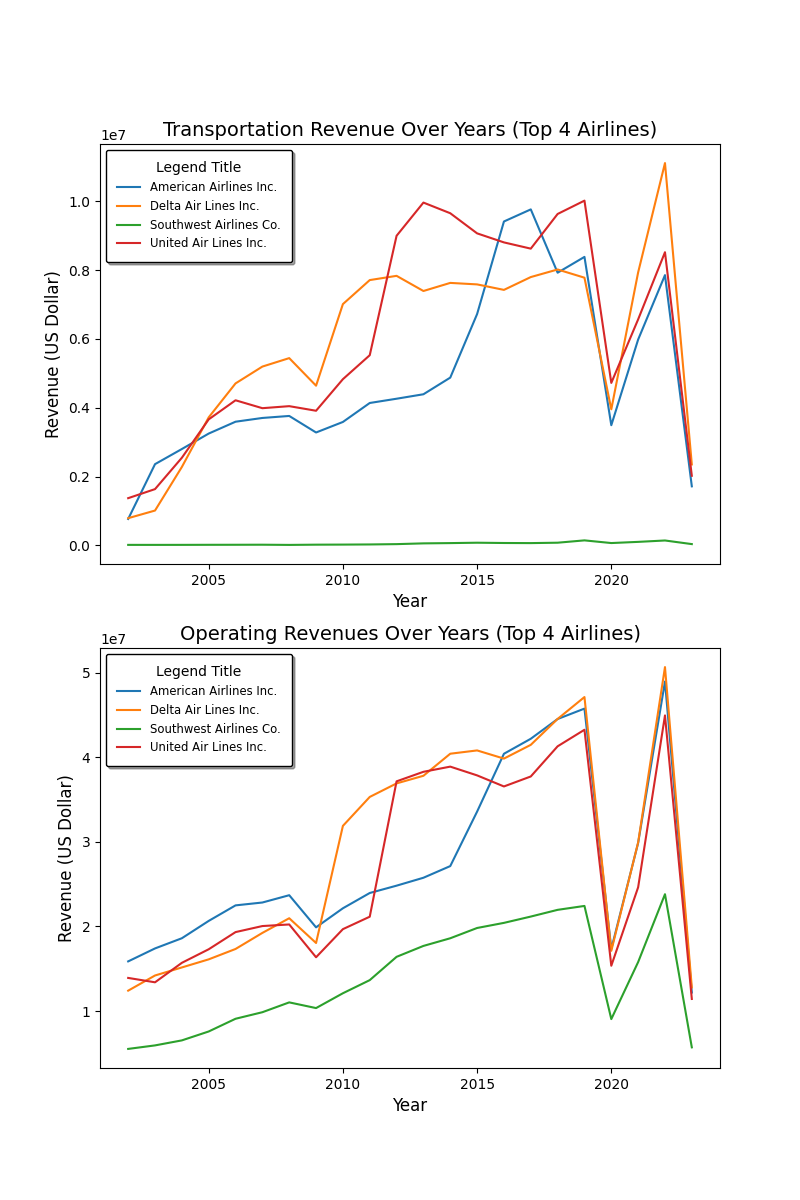 Transportation Revenue Over Years (Top 4 Airlines)
1e7
Legend Title
American Airlines Inc.
Delta Air Lines Inc.
Southwest Airlines Co.
United Air Lines Inc.
Revenue (US Dollar)
1.0
0.8
0.6
0.4
0.2
0.0
2005 2010 2015 2020
Year
Operating Revenues Over Years (Top 4 Airlines)
1e7
Legend Title
American Airlines Inc.
Delta Air Lines Inc.
Southwest Airlines Co.
United Air Lines Inc.
Revenue (US Dollar)
5
4
3
2
1
2005 2010 2015 2020
Year